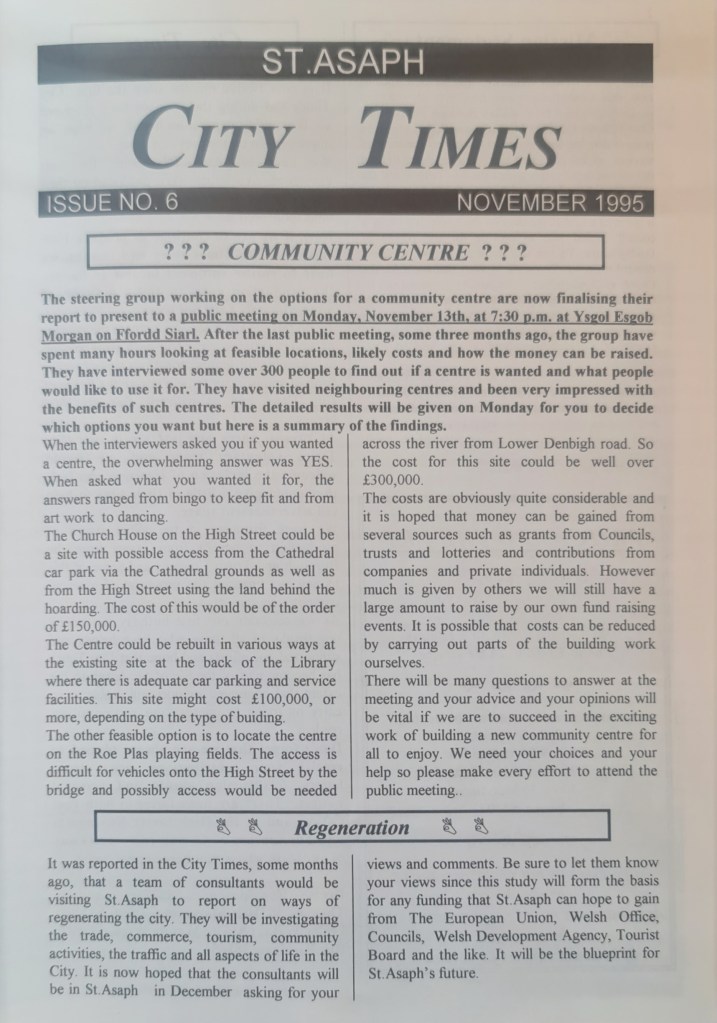 ST.ASAPH
CITY TIMES
ISSUE NO. 6 NOVEMBER 1995
? ? ? COMMUNITY CENTRE ? ? ?
The steering group working on the options for a community centre are now finalising their
report to present to a public meeting on Monday, November 13th, at 7:30 p.m. at Ysgol Esgob
Morgan on Ffordd Siarl. After the last public meeting, some three months ago, the group have
spent many hours looking at feasible locations, likely costs and how the money can be raised.
They have interviewed some over 300 people to find out if a centre is wanted and what people
would like to use it for. They have visited neighbouring centres and been very impressed with
the benefits of such centres. The detailed results will be given on Monday for you to decide
which options you want but here is a summary of the findings.
When the interviewers asked you if you wanted
a centre, the overwhelming answer was YES.
When asked what you wanted it for, the
answers ranged from bingo to keep fit and from
art work to dancing.
The Church House on the High Street could be
a site with possible access from the Cathedral
car park via the Cathedral grounds as well as
from the High Street using the land behind the
hoarding. The cost of this would be of the order
of £150,000.
The Centre could be rebuilt in various ways at
the existing site at the back of the Library
where there is adequate car parking and service
facilities. This site might cost £100,000, or
more, depending on the type of buiding.
The other feasible option is to locate the centre
on the Roe Plas playing fields. The access is
difficult for vehicles onto the High Street by the
bridge and possibly access would be needed
across the river from Lower Denbigh road. So
the cost for this site could be well over
£300,000.
The costs are obviously quite considerable and
it is hoped that money can be gained from
several sources such as grants from Councils,
trusts and lotteries and contributions from
companies and private individuals. However
much is given by others we will still have a
large amount to raise by our own fund raising
events. It is possible that costs can be reduced
by carrying out parts of the building work
ourselves.
There will be many questions to answer at the
meeting and your advice and your opinions will
be vital if we are to succeed in the exciting
work of building a new community centre for
all to enjoy. We need your choices and your
help so please make every effort to attend the
public meeting..
Regeneration
It was reported in the City Times, some months
ago, that a team of consultants would be
visiting St.Asaph to report on ways of
regenerating the city. They will be investigating
the trade, commerce, tourism, community
activities, the traffic and all aspects of life in the
City. It is now hoped that the consultants will
be in St.Asaph in December asking for your
views and comments. Be sure to let them know
your views since this study will form the basis
for any funding that St.Asaph can hope to gain
from The European Union, Welsh Office,
Councils, Welsh Development Agency, Tourist
Board and the like. It will be the blueprint for
St.Asaph's future.